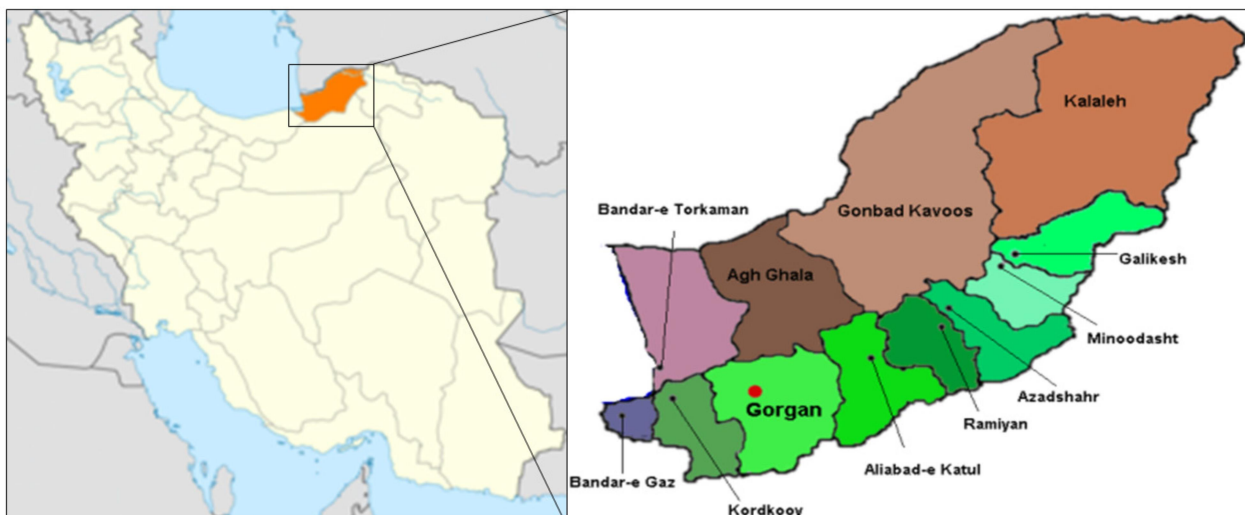 Kalaleh
Bandar-e Torkaman
Gonbad Kavoos
Agh Ghala
Galikesh
Minoodasht
Azadshahr
Gorgan
Ramiyan
Aliabad-e Katul
Bandar-e Gaz
Kordkooy